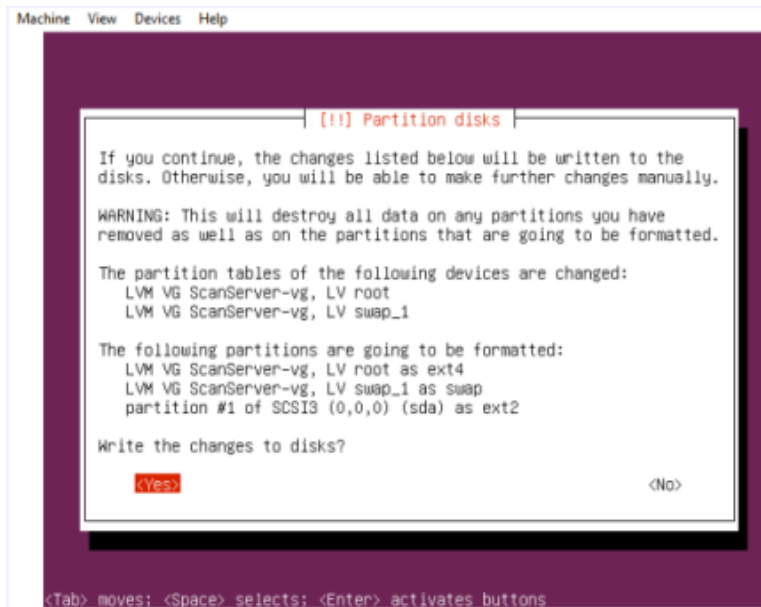 Machine View Devices Help
[!!] Partition disks
If you continue, the changes listed below will be written to the
disks. Otherwise, you will be able to make further changes manually.
WARNING: This will destroy all data on any partitions you have
removed as well as on the partitions that are going to be formatted.
The partition tables of the following devices are changed:
LVM VG ScanServer-vg, LV root
LVM VG ScanServer-vg, LV swap_1
The following partitions are going to be formatted:
LVM VG ScanServer-vg, LV root as ext4
LVM VG ScanServer-vg, LV swap_1 as swap
partition #1 of SCSI3 (0,0,0) (sda) as ext2
Write the changes to disks?
<Yes> <No>
<Tab> moves; <Space> selects; <Enter> activates buttons